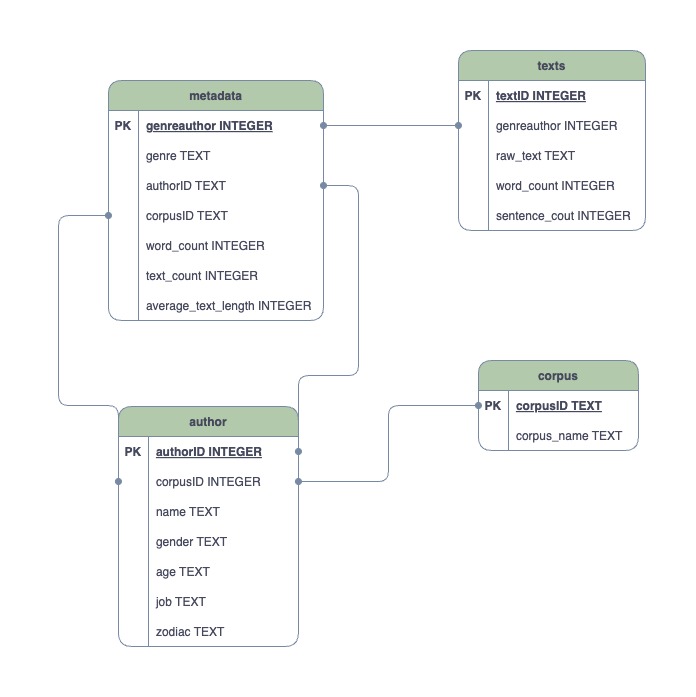 metadata
PK genreauthor INTEGER
genre TEXT
authorID TEXT
corpusID TEXT
word_count INTEGER
text_count INTEGER
average_text_length INTEGER
texts
PK textID INTEGER
genreauthor INTEGER
raw_text TEXT
word_count INTEGER
sentence_cout INTEGER
author
PK authorID INTEGER
corpusID INTEGER
name TEXT
gender TEXT
age TEXT
job TEXT
zodiac TEXT
corpus
PK corpusID TEXT
corpus_name TEXT